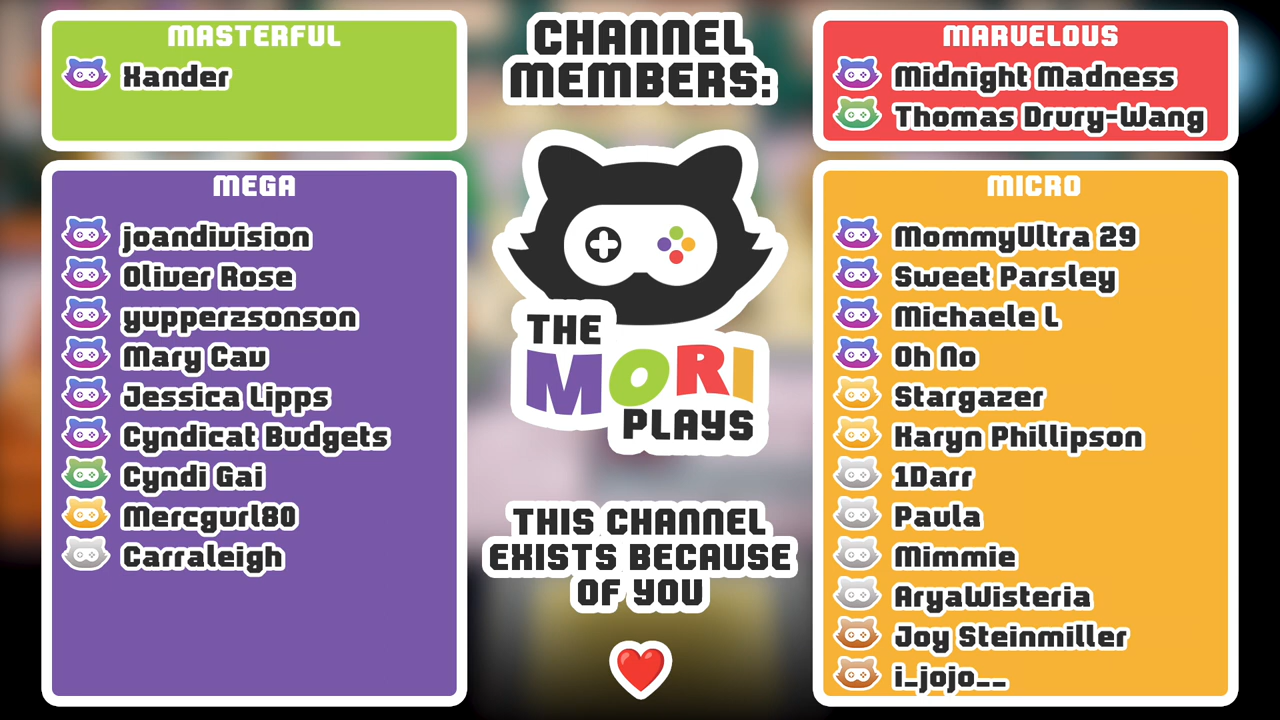 MASTERFUL
Xander
MEGA
joandivision
Oliver Rose
yupperzsonson
Mary Cav
Jessica Lipps
Cyndicat Budgets
Cyndi Gai
Mercgurl80
Carraleigh
CHANNEL
MEMBERS:
THE
MORI
PLAYS
THIS CHANNEL
EXISTS BECAUSE
OF YOU
MARVELOUS
Midnight Madness
Thomas Drury-Wang
MICRO
MommyUltra 29
Sweet Parsley
Michaele L
Oh No
Stargazer
Karyn Phillipson
1Darr
Paula
Mimmie
AryaWisteria
Joy Steinmiller
i_jojo__